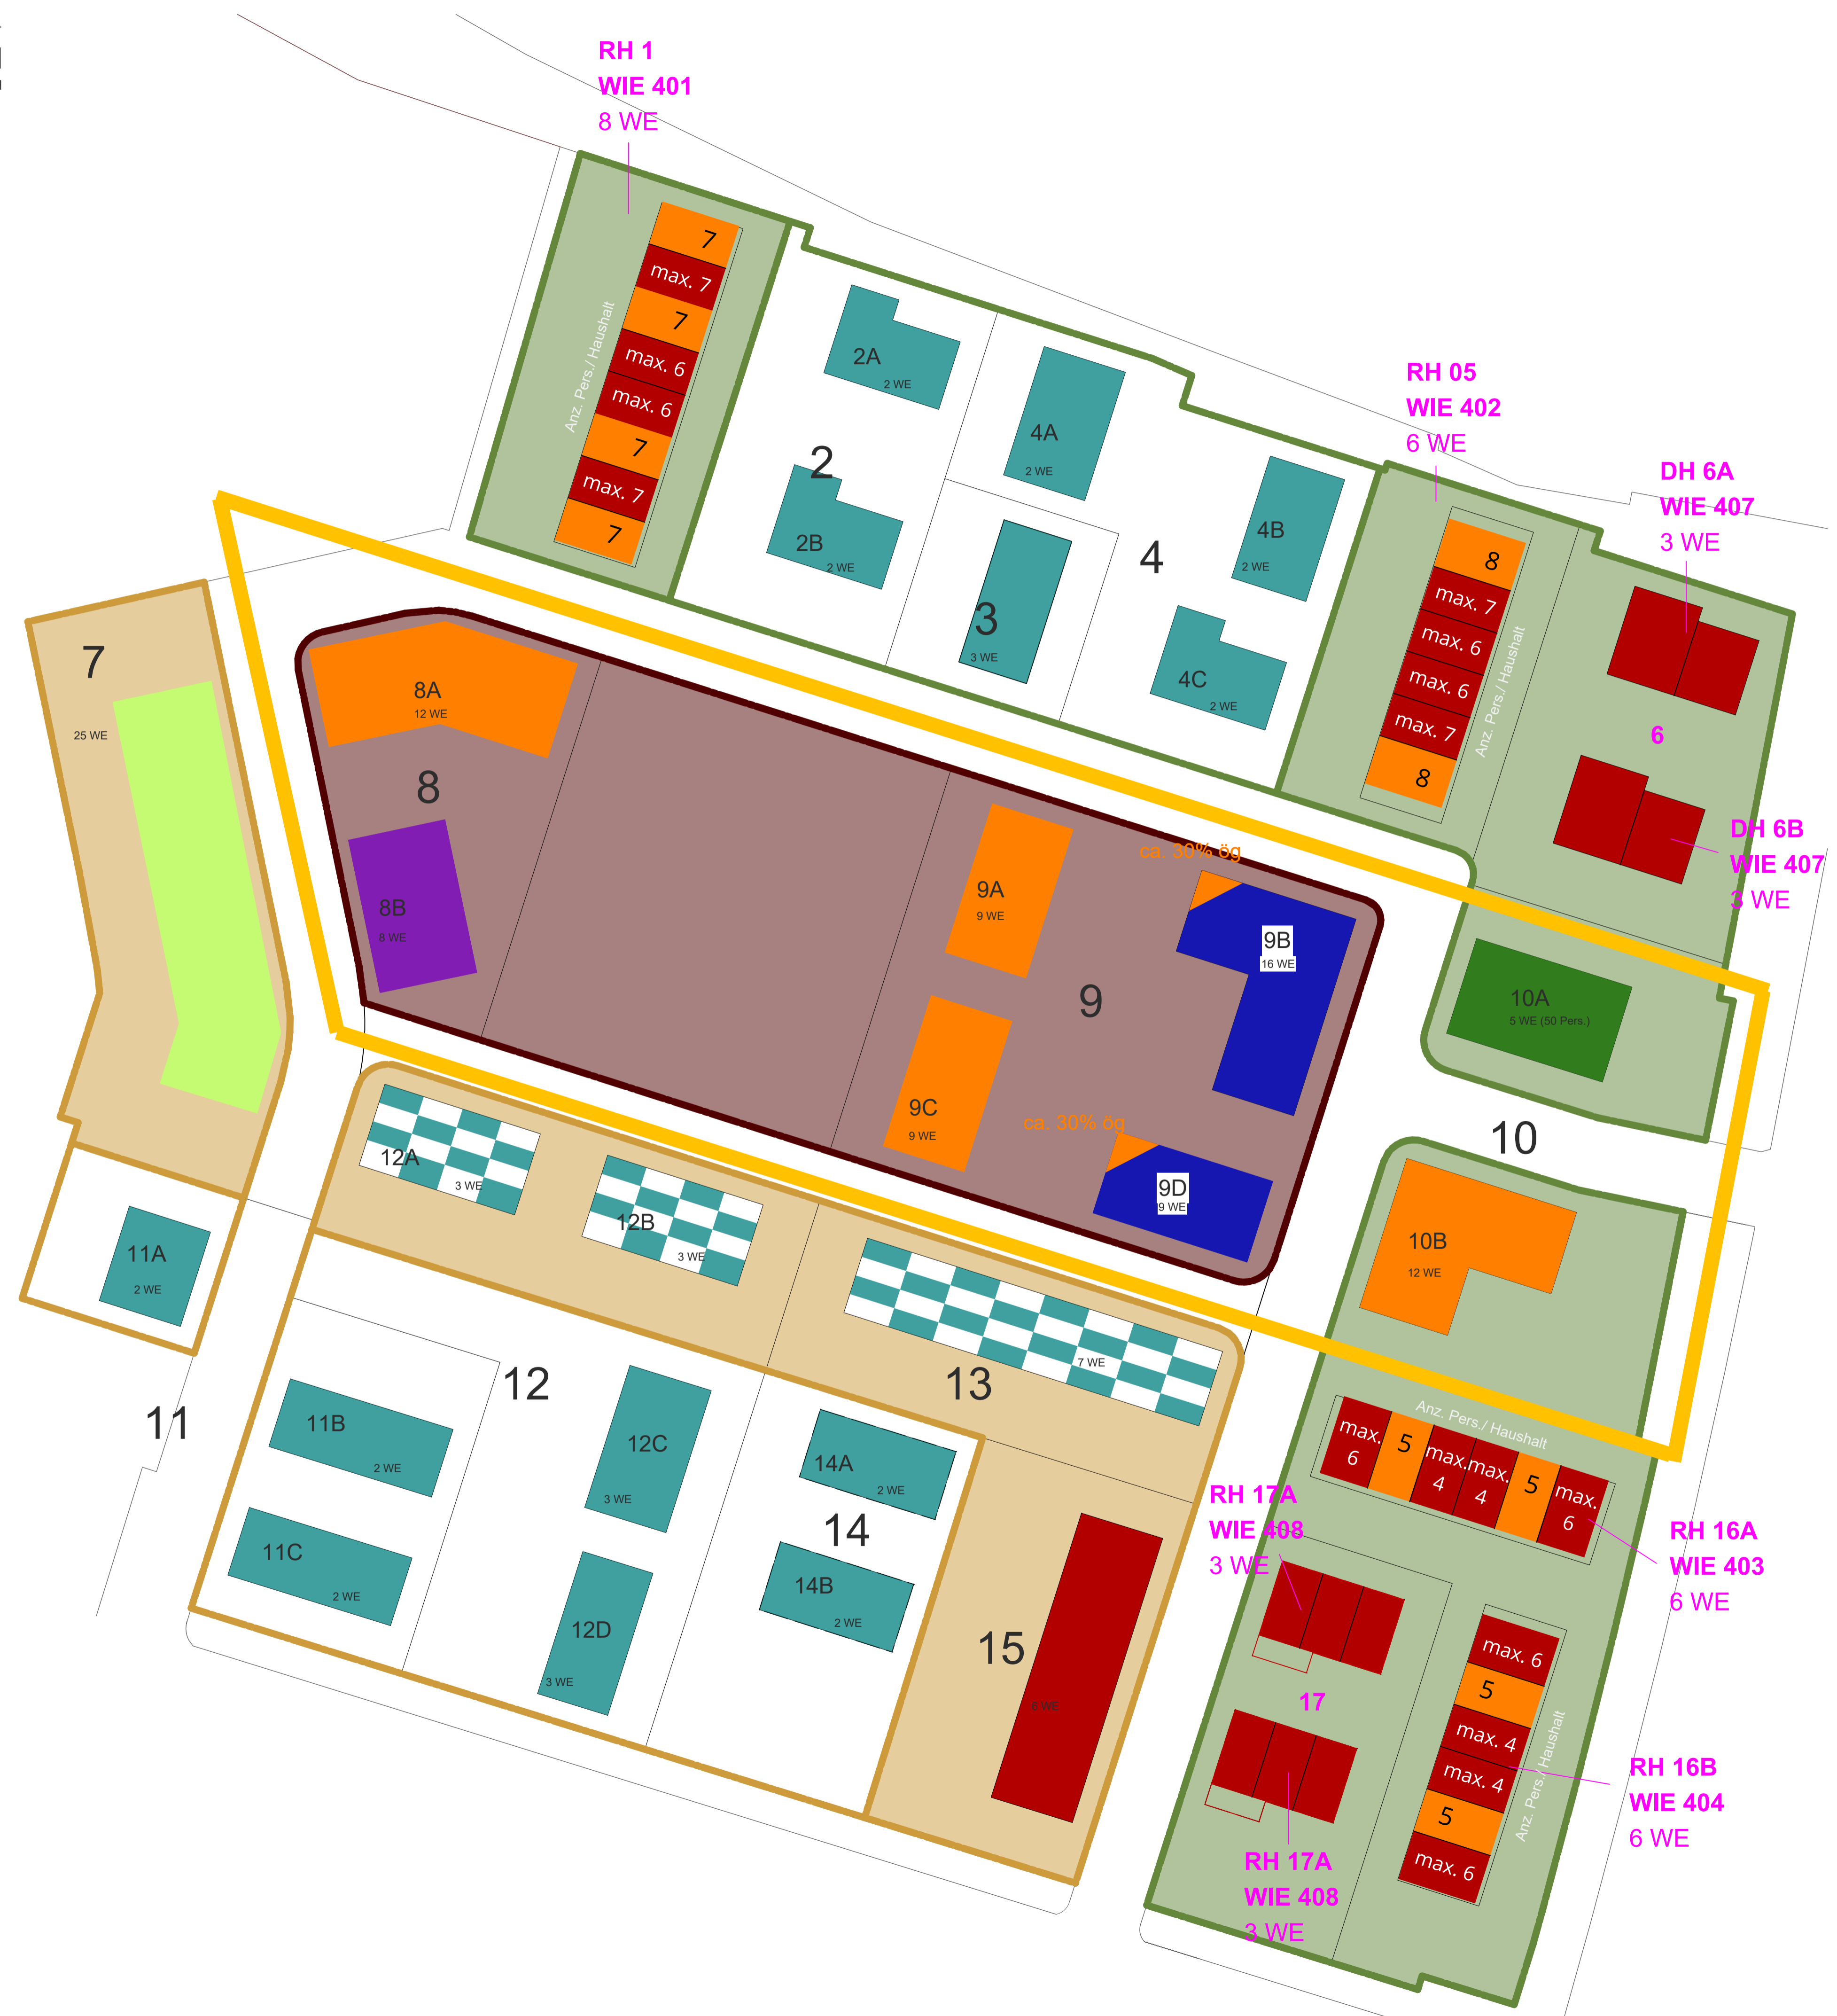 RH 1
WIE 401
8 WE
7
max. 7
7
max. 6
max. 6
7
max. 7
7
Anz. Pers./ Haushalt
2A
2 WE
2
2B
2 WE
4A
2 WE
3
3 WE
4
4B
2 WE
4C
2 WE
RH 05
WIE 402
6 WE
8
max. 7
max. 6
max. 6
max. 7
8
Anz. Pers./ Haushalt
DH 6A
WIE 407
3 WE
6
DH 6B
WIE 407
3 WE
7
25 WE
8A
12 WE
8
8B
8 WE
ca. 30% ög
9A
9 WE
9B
16 WE
9
9C
9 WE
ca. 30% ög
9D
9 WE
10A
5 WE (50 Pers.)
10
10B
12 WE
12A
3 WE
12B
3 WE
7 WE
13
11A
2 WE
11
11B
2 WE
11C
2 WE
12
12C
3 WE
12D
3 WE
14A
2 WE
14
14B
2 WE
15
6 WE
Anz. Pers./ Haushalt
max.
6
5
max.
4
max.
4
5
max.
6
RH 16A
WIE 403
6 WE
RH 17A
WIE 408
3 WE
17
RH 17A
WIE 408
3 WE
max. 6
5
max. 4
max. 4
5
max. 6
Anz. Pers./ Haushalt
RH 16B
WIE 404
6 WE